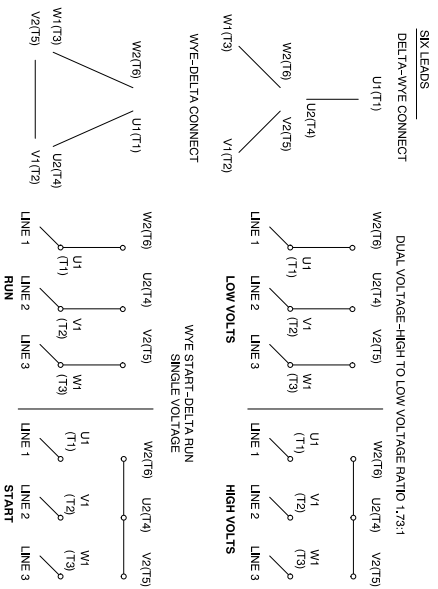 SIX LEADS
DELTA-WYE CONNECT
U1(T1)
U2(T4)
W2(T6)
V2(T5)
W1(T3)
V1(T2)
DUAL VOLTAGE-HIGH TO LOW VOLTAGE RATIO 1.73:1
W2(T6) U2(T4) V2(T5)
U1 (T1) V1 (T2) W1 (T3)
LINE 1 LINE 2 LINE 3
LOW VOLTS
W2(T6) U2(T4) V2(T5)
U1 (T1) V1 (T2) W1 (T3)
LINE 1 LINE 2 LINE 3
HIGH VOLTS
WYE-DELTA CONNECT
W2(T6) U1(T1)
W1(T3) U2(T4)
V2(T5) V1(T2)
WYE START-DELTA RUN
SINGLE VOLTAGE
W2(T6) U2(T4) V2(T5)
U1 (T1) V1 (T2) W1 (T3)
LINE 1 LINE 2 LINE 3
RUN
W2(T6) U2(T4) V2(T5)
U1 (T1) V1 (T2) W1 (T3)
LINE 1 LINE 2 LINE 3
START